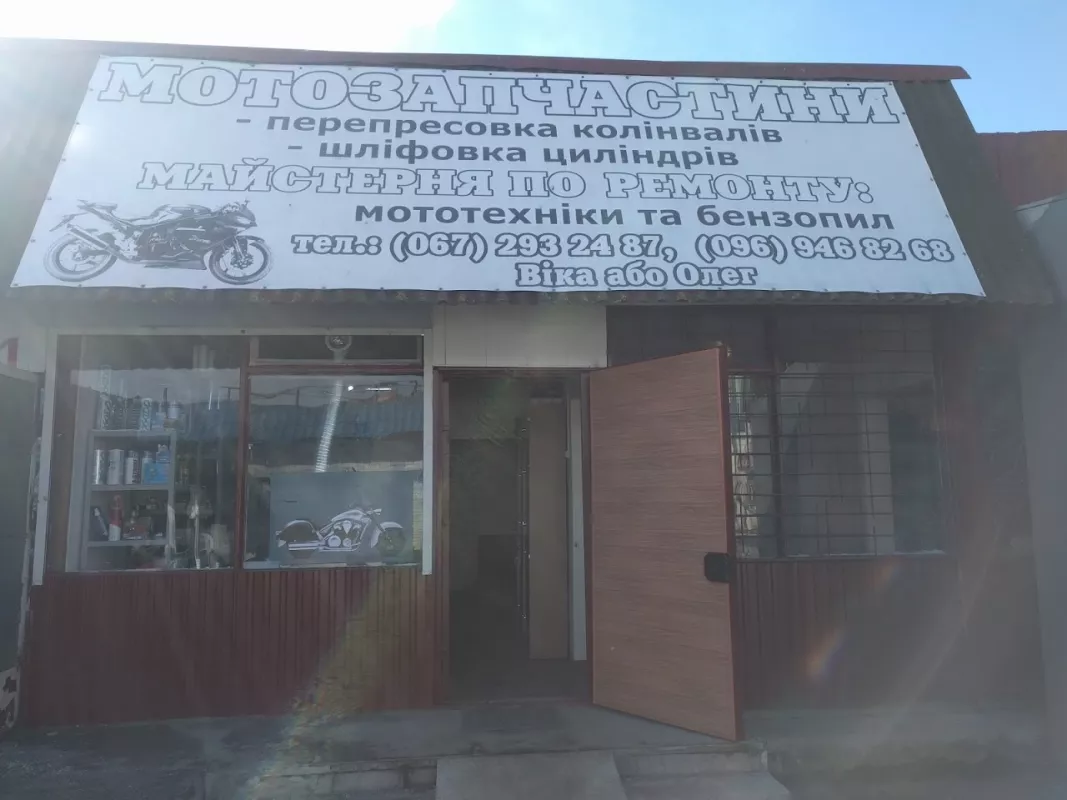 МОТОЗАПЧАСТИНИ
- перепресовка колінвалів
- шліфовка циліндрів
МАЙСТЕРНЯ ПО РЕМОНТУ:
мототехніки та бензопил
тел.: (067) 293 24 87, (096) 946 82 68
Віка або Олег